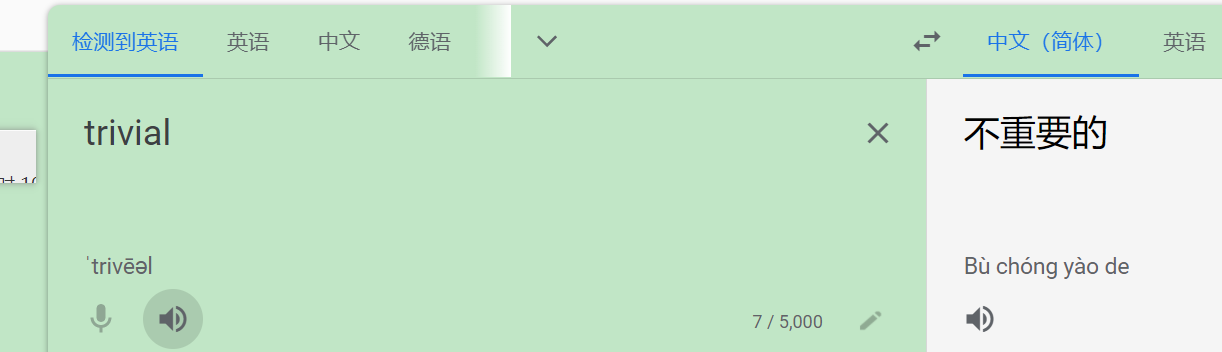 检测到英语 英语 中文 德语 中文（简体） 英语
trivial 不重要的
ˈtrivēəl Bù chóng yào de
7 / 5,000